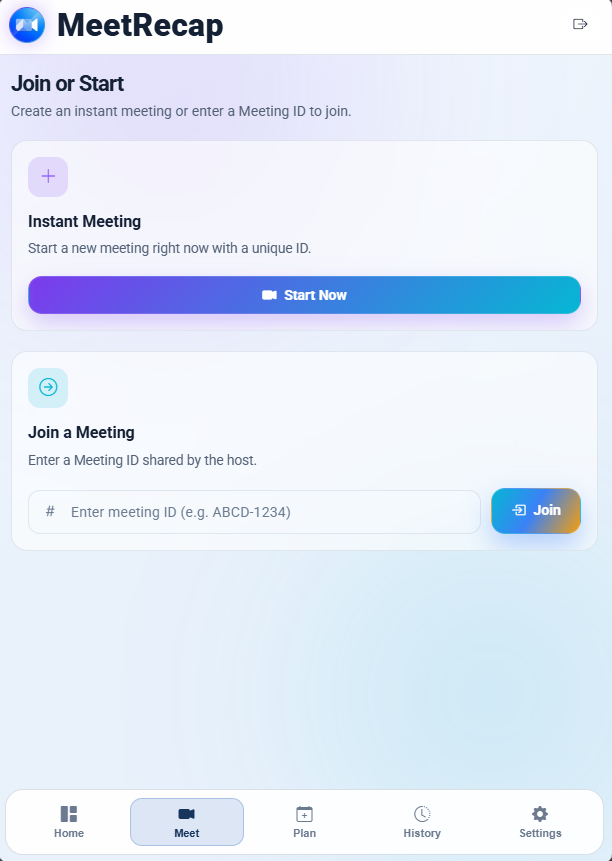 MeetRecap
Join or Start
Create an instant meeting or enter a Meeting ID to join.
Instant Meeting
Start a new meeting right now with a unique ID.
Start Now
Join a Meeting
Enter a Meeting ID shared by the host.
# Enter meeting ID (e.g. ABCD-1234)
Join
Home
Meet
Plan
History
Settings